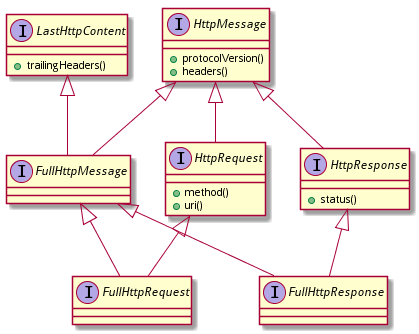 I LastHttpContent
trailingHeaders()
I HttpMessage
protocolVersion()
headers()
I FullHttpMessage
I HttpRequest
method()
uri()
I HttpResponse
status()
I FullHttpRequest
I FullHttpResponse